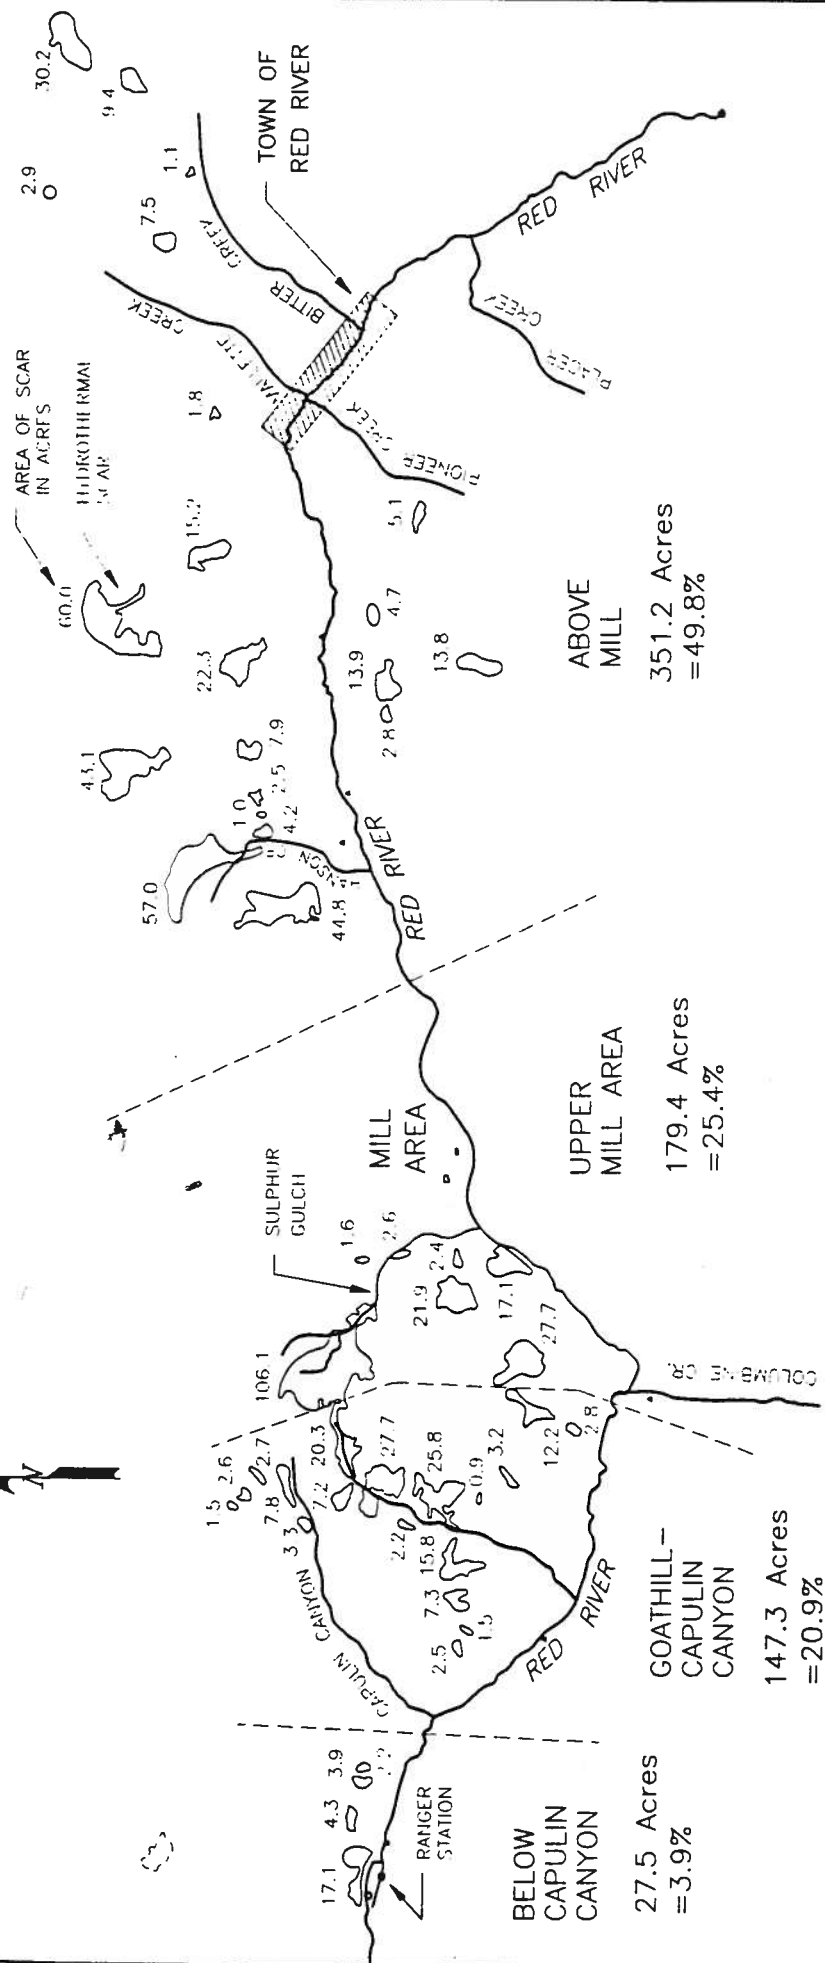 30.2
9.4
2.9
1.1
7.5
TOWN OF
RED RIVER
CREEK
BITTER
CREEK
1.8
AREA OF SCAR
IN ACRES
HYDROTHERMAL
SCAR
60.0
15.2
22.3
43.1
7.9
2.5
1.0
4.2
57.0
44.8
HANSON CR.
RED RIVER
RED RIVER
PLACER CREEK
PIONEER CREEK
5.1
4.7
13.9
2.8
13.8
ABOVE
MILL
351.2 Acres
=49.8%
MILL
AREA
UPPER
MILL AREA
179.4 Acres
=25.4%
SULPHUR
GULCH
1.6
2.6
2.4
21.9
17.1
27.7
106.1
COLUMBINE CR.
N
2.7
2.6
1.5
7.8
3.3
20.3
7.2
27.7
25.8
0.9
3.2
12.2
2.8
2.2
15.8
7.3
1.5
2.5
CAPULIN CANYON
RED RIVER
GOATHILL-
CAPULIN
CANYON
147.3 Acres
=20.9%
3.9
2.2
4.3
17.1
RANGER
STATION
BELOW
CAPULIN
CANYON
27.5 Acres
=3.9%